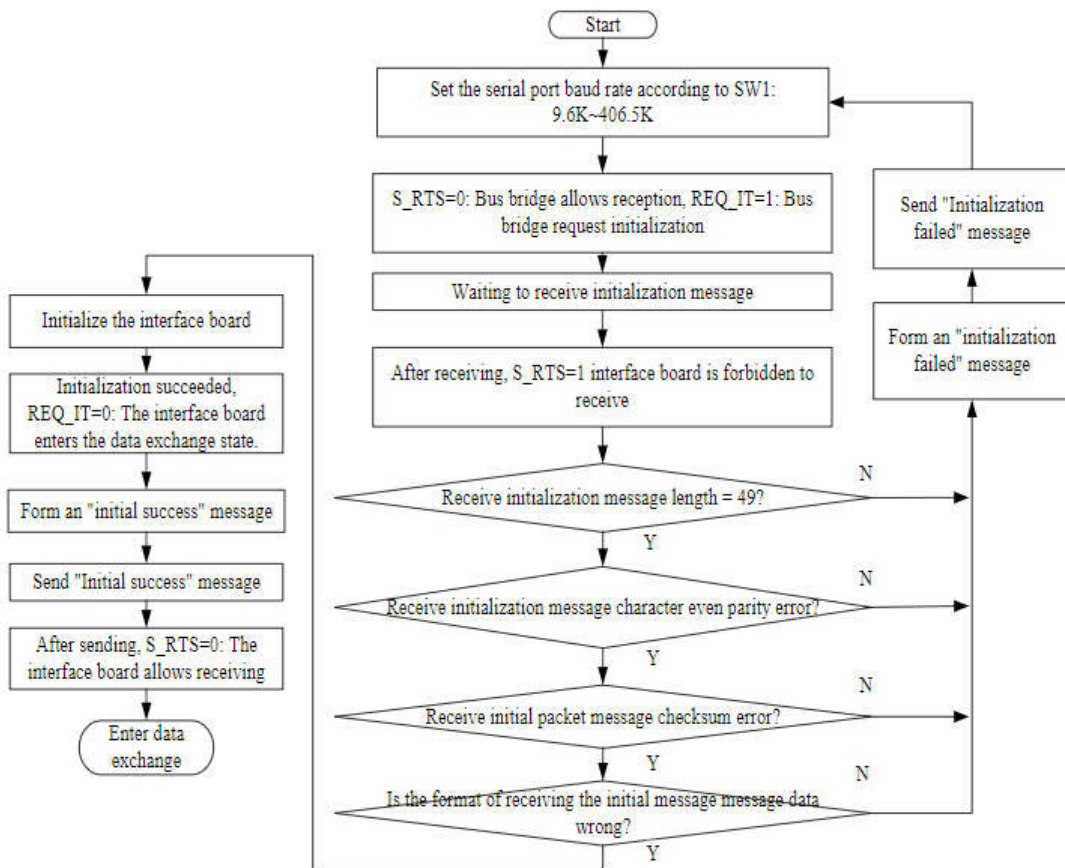 Start
Set the serial port baud rate according to SW1:
9.6K~406.5K
S_RTS=0: Bus bridge allows reception, REQ_IT=1: Bus
bridge request initialization
Waiting to receive initialization message
After receiving, S_RTS=1 interface board is forbidden to
receive
Receive initialization message length = 49?
N
Y
Receive initialization message character even parity error?
N
Y
Receive initial packet message checksum error?
N
Y
Is the format of receiving the initial message message data
wrong?
N
Y
Form an "initialization
failed" message
Send "Initialization
failed" message
Initialize the interface board
Initialization succeeded,
REQ_IT=0: The interface board
enters the data exchange state.
Form an "initial success" message
Send "Initial success" message
After sending, S_RTS=0: The
interface board allows receiving
Enter data
exchange